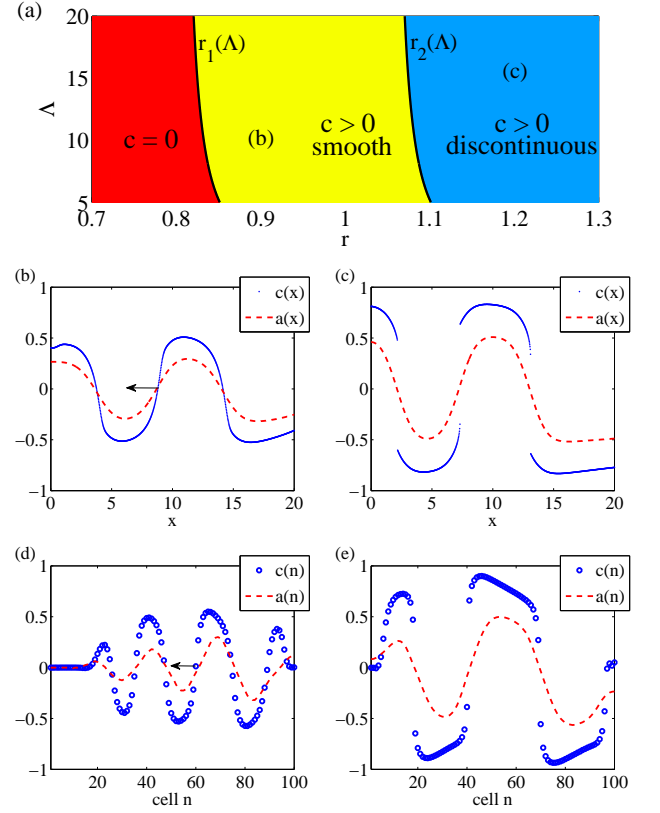 (a)
20
15
10
5
Λ
r1(Λ)
r2(Λ)
(c)
c = 0
(b)
c > 0
smooth
c > 0
discontinuous
0.7
0.8
0.9
1
1.1
1.2
1.3
r
(b)
1
0.5
0
−0.5
−1
c(x)
a(x)
0
5
10
15
20
x
(c)
1
0.5
0
−0.5
−1
c(x)
a(x)
0
5
10
15
20
x
(d)
1
0.5
0
−0.5
−1
c(n)
a(n)
20
40
60
80
100
cell n
(e)
1
0.5
0
−0.5
−1
c(n)
a(n)
20
40
60
80
100
cell n